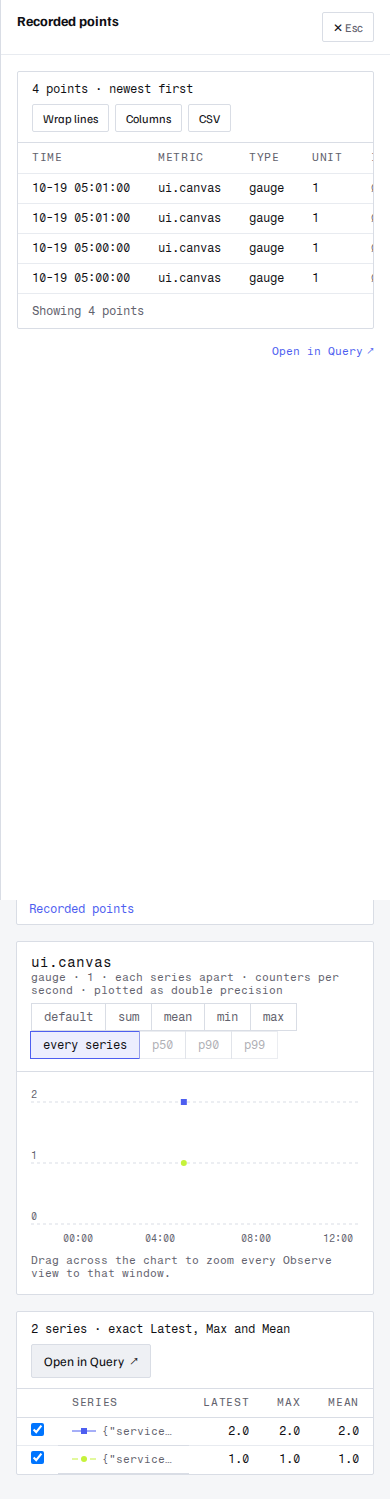 Recorded points
✕ Esc
4 points · newest first
Wrap lines Columns CSV
TIME METRIC TYPE UNIT
10-19 05:01:00 ui.canvas gauge 1
10-19 05:01:00 ui.canvas gauge 1
10-19 05:00:00 ui.canvas gauge 1
10-19 05:00:00 ui.canvas gauge 1
Showing 4 points
Open in Query ↗
Recorded points
ui.canvas
gauge · 1 · each series apart · counters per
second · plotted as double precision
default sum mean min max
every series p50 p90 p99
2
1
0
00:00 04:00 08:00 12:00
Drag across the chart to zoom every Observe
view to that window.
2 series · exact Latest, Max and Mean
Open in Query ↗
SERIES LATEST MAX MEAN
{"service… 2.0 2.0 2.0
{"service… 1.0 1.0 1.0